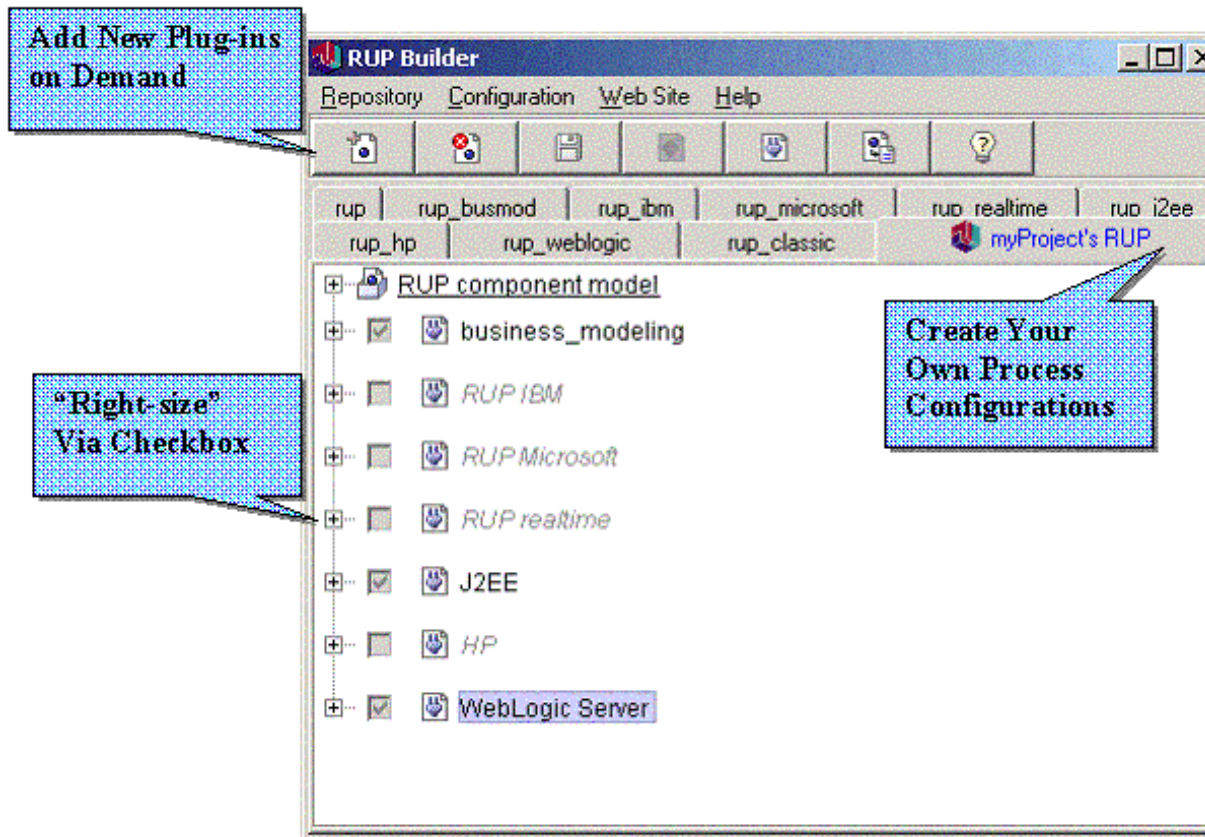 Add New Plug-ins
on Demand
RUP Builder
Repository Configuration Web Site Help
rup rup_busmod rup_ibm rup_microsoft rup_realtime rup_j2ee
rup_hp rup_weblogic rup_classic myProject's RUP
RUP component model
business_modeling
RUP IBM
RUP Microsoft
RUP realtime
J2EE
HP
WebLogic Server
"Right-size"
Via Checkbox
Create Your
Own Process
Configurations